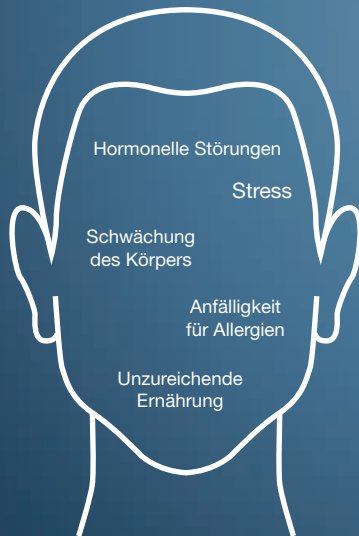 Hormonelle Störungen
Stress
Schwächung
des Körpers
Anfälligkeit
für Allergien
Unzureichende
Ernährung